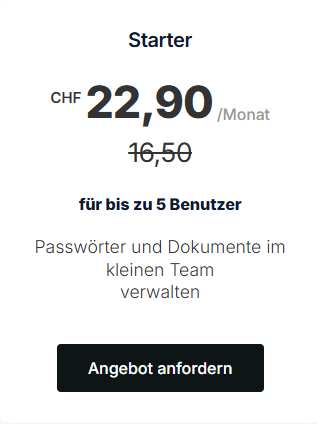 Starter
CHF 22,90 /Monat
16,50
für bis zu 5 Benutzer
Passwörter und Dokumente im
kleinen Team
verwalten
Angebot anfordern